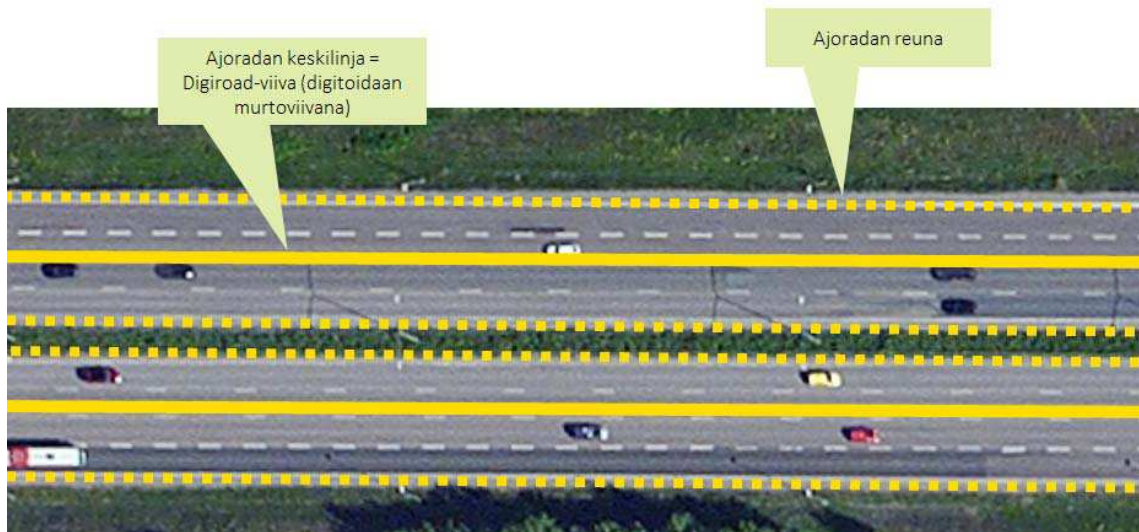 Ajoradan keskilinja =
Digiroad-viiva (digitoidaan
murtoviivana)
Ajoradan reuna